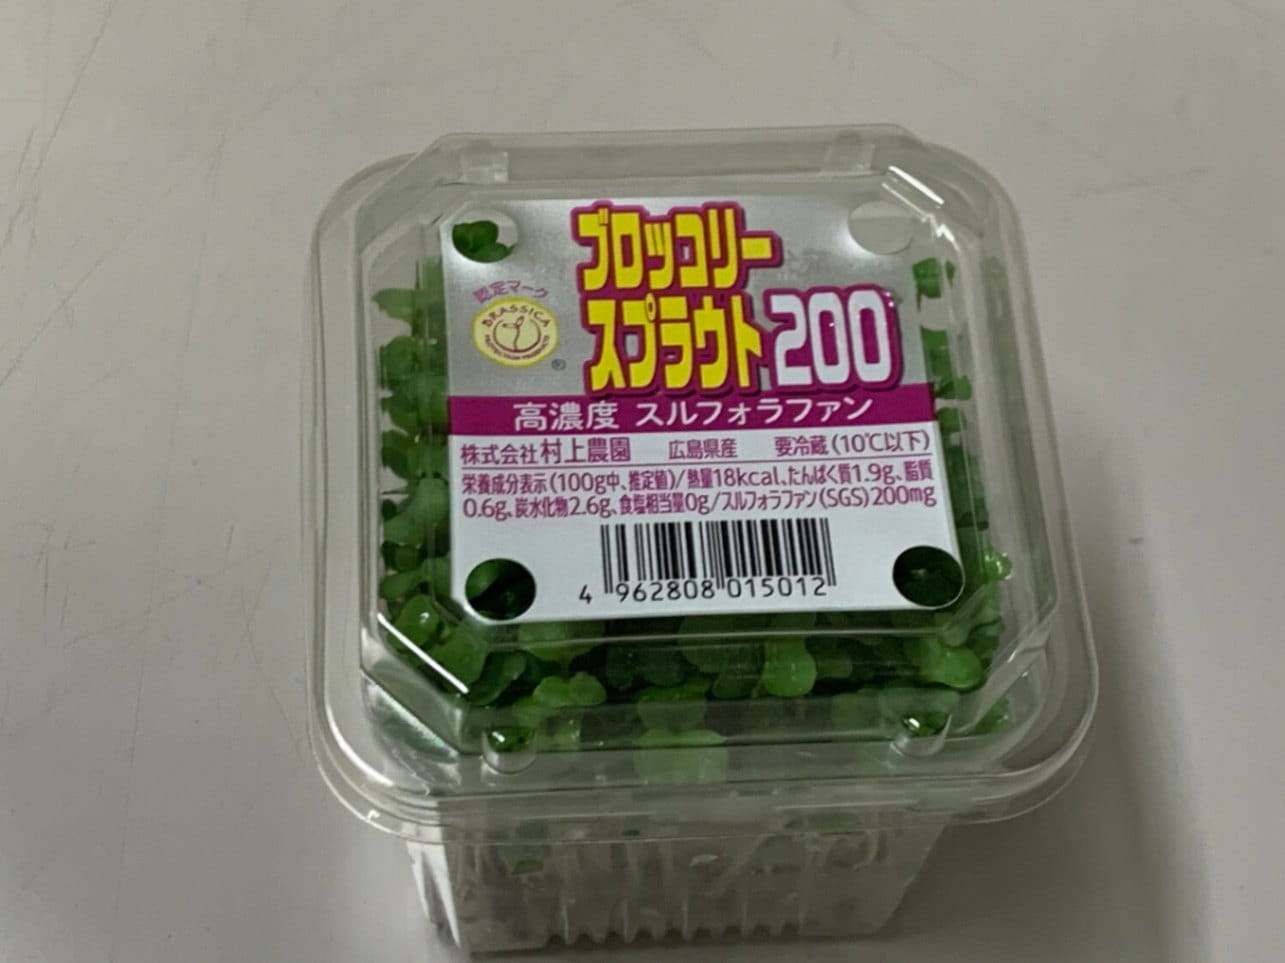 ブロッコリー
スプラウト200
認定マーク
BRASSICA
PROTECTION PRODUCTS
®
高濃度 スルフォラファン
株式会社村上農園 広島県産 要冷蔵(10℃以下)
栄養成分表示(100g中、推定値)/熱量18kcal、たんぱく質1.9g、脂質
0.6g、炭水化物2.6g、食塩相当量0g/スルフォラファン(SGS)200mg
4 962808 015012